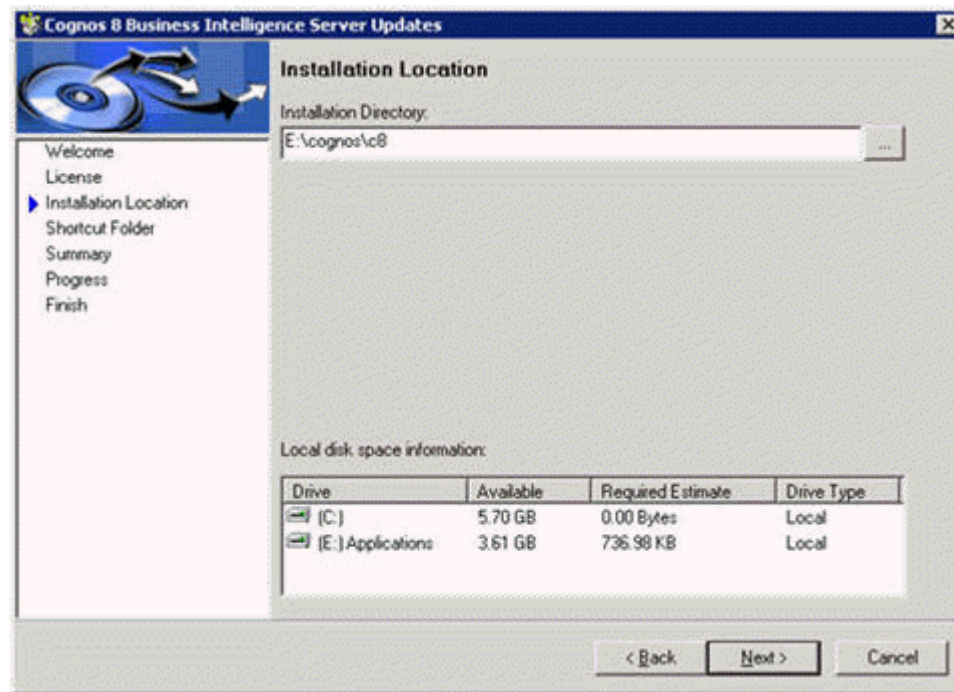 Cognos 8 Business Intelligence Server Updates
Welcome
License
Installation Location
Shortcut Folder
Summary
Progress
Finish
Installation Location
Installation Directory:
E:\cognos\c8
...
Local disk space information:
Drive Available Required Estimate Drive Type
(C:) 5.70 GB 0.00 Bytes Local
(E:) Applications 3.61 GB 736.98 KB Local
< Back Next > Cancel